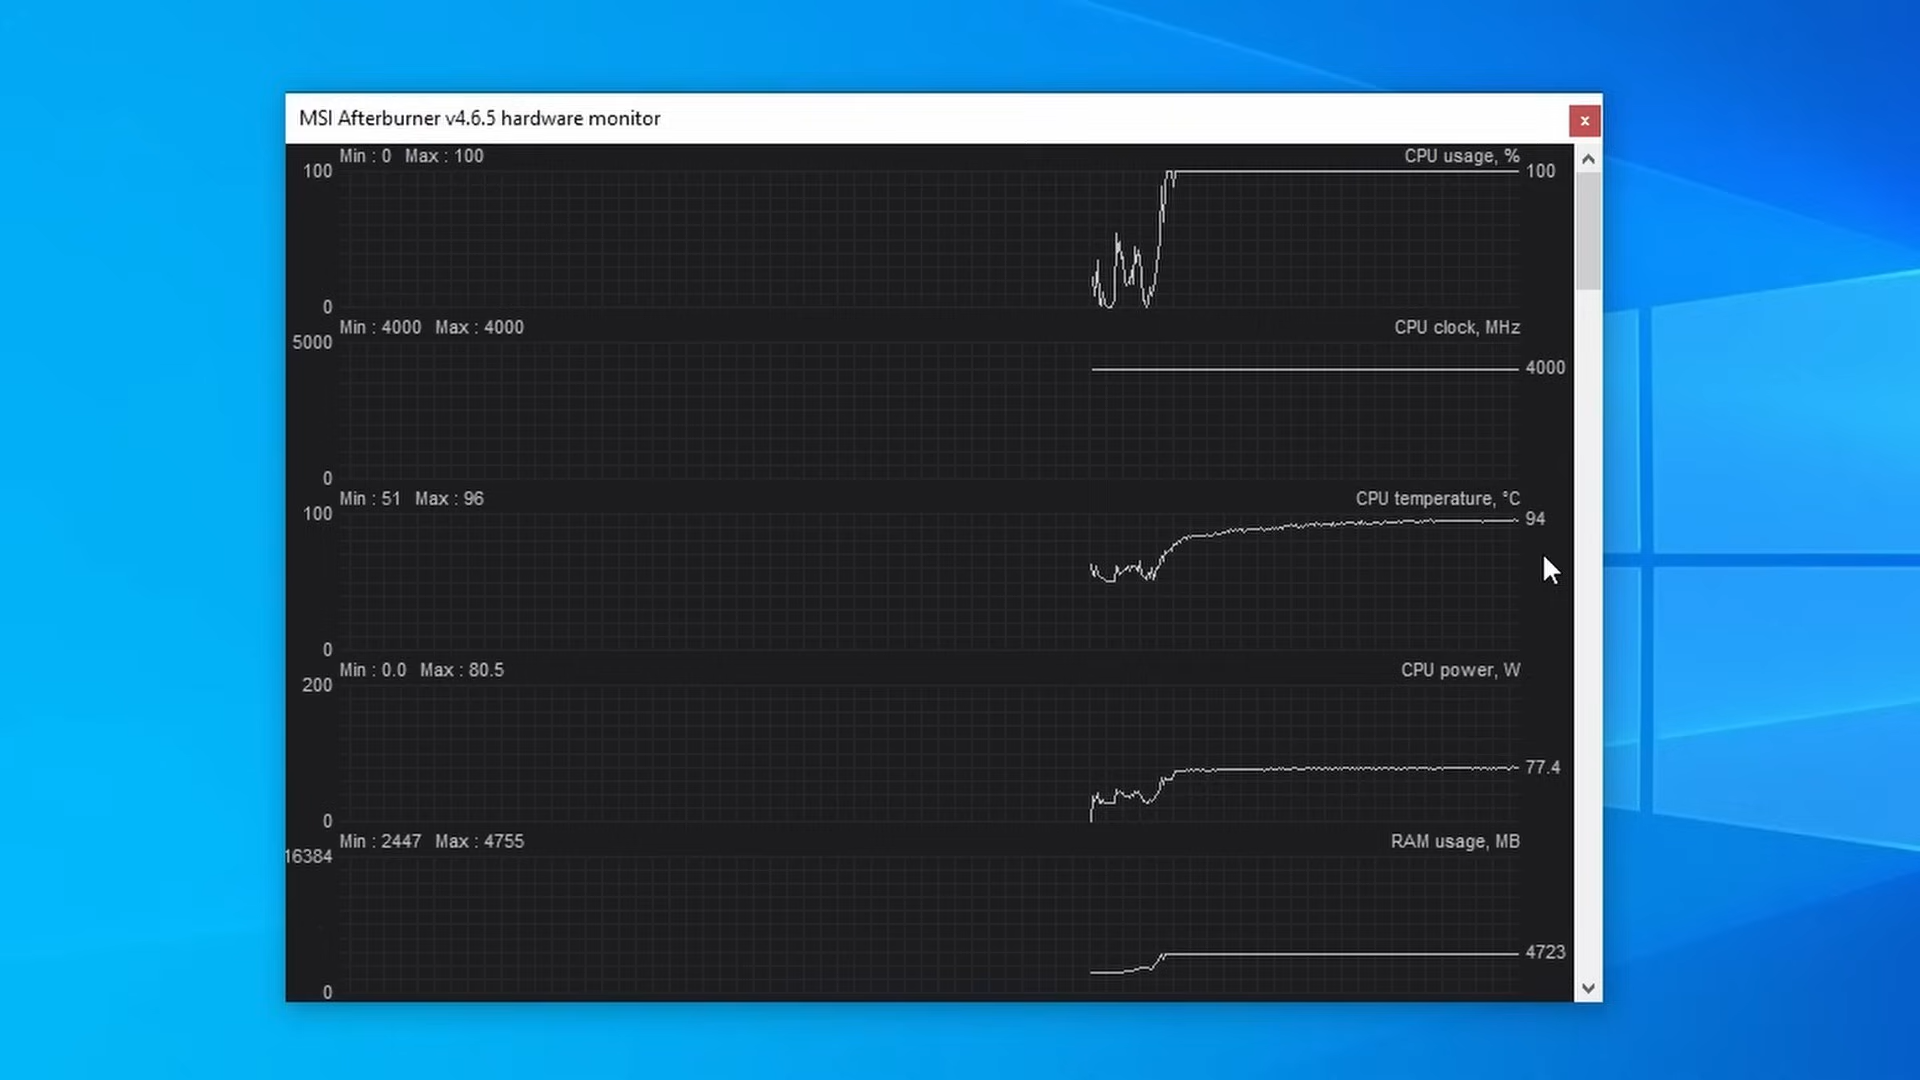 MSI Afterburner v4.6.5 hardware monitor
x
Min : 0 Max : 100
CPU usage, %
100
100
0
Min : 4000 Max : 4000
CPU clock, MHz
5000
4000
0
Min : 51 Max : 96
CPU temperature, °C
100
94
0
Min : 0.0 Max : 80.5
CPU power, W
200
77.4
0
Min : 2447 Max : 4755
RAM usage, MB
16384
4723
0